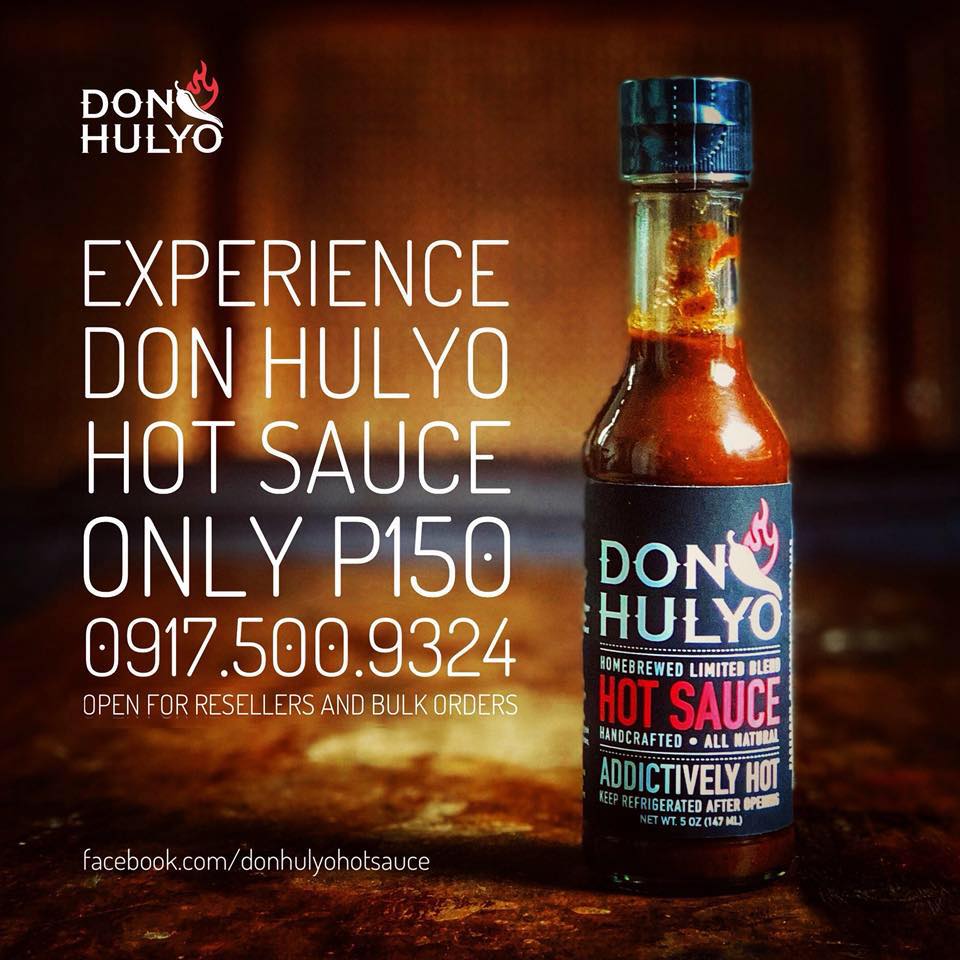 DON
HULYO
EXPERIENCE
DON HULYO
HOT SAUCE
ONLY P150
0917.500.9324
OPEN FOR RESELLERS AND BULK ORDERS
facebook.com/donhulyohotsauce
DON
HULYO
HOMEBREWED LIMITED BLEND
HOT SAUCE
HANDCRAFTED • ALL NATURAL
ADDICTIVELY HOT
KEEP REFRIGERATED AFTER OPENING
NET WT. 5 OZ (147 ML)